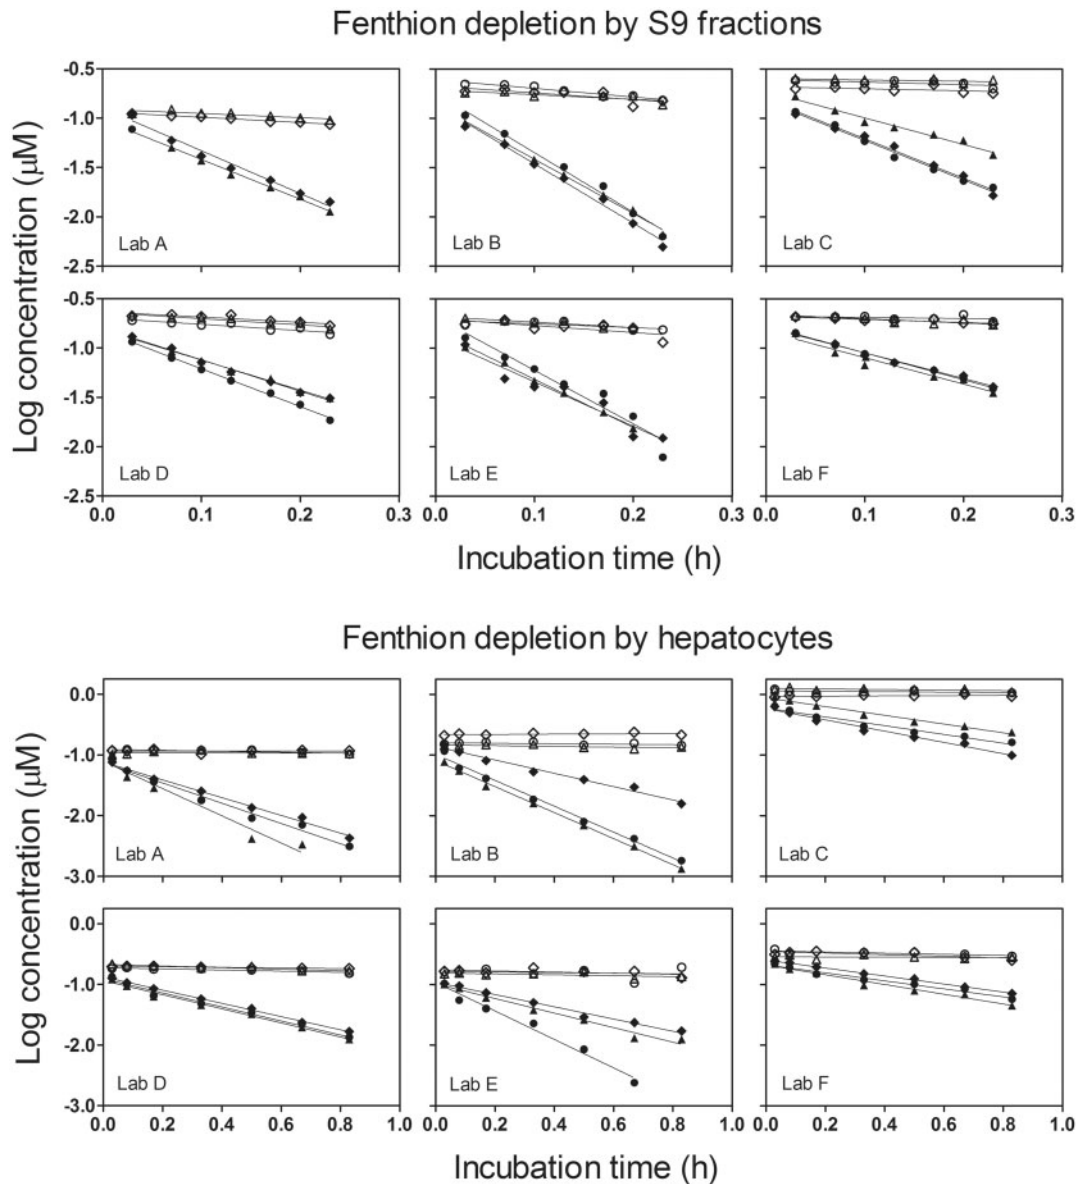 Fenthion depletion by S9 fractions
Log concentration (µM)
-0.5
-1.0
-1.5
-2.0
-2.5
Lab A
Lab B
Lab C
-0.5
-1.0
-1.5
-2.0
-2.5
Lab D
Lab E
Lab F
0.0 0.1 0.2 0.3
0.0 0.1 0.2 0.3
0.0 0.1 0.2 0.3
Incubation time (h)
Fenthion depletion by hepatocytes
Log concentration (µM)
0.0
-1.0
-2.0
-3.0
Lab A
Lab B
Lab C
0.0
-1.0
-2.0
-3.0
Lab D
Lab E
Lab F
0.0 0.2 0.4 0.6 0.8 1.0
0.0 0.2 0.4 0.6 0.8 1.0
0.0 0.2 0.4 0.6 0.8 1.0
Incubation time (h)